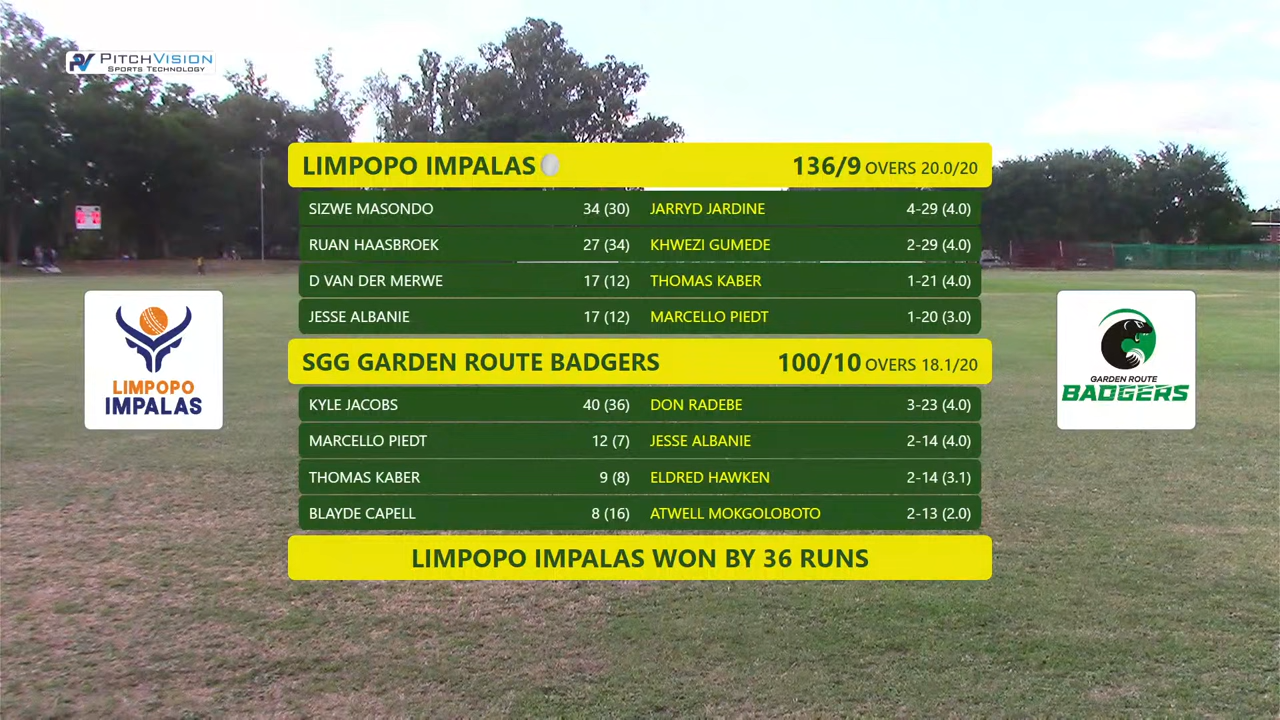 PITCHVISION
SPORTS TECHNOLOGY
LIMPOPO IMPALAS 136/9 OVERS 20.0/20
SIZWE MASONDO 34 (30) JARRYD JARDINE 4-29 (4.0)
RUAN HAASBROEK 27 (34) KHWEZI GUMEDE 2-29 (4.0)
D VAN DER MERWE 17 (12) THOMAS KABER 1-21 (4.0)
JESSE ALBANIE 17 (12) MARCELLO PIEDT 1-20 (3.0)
SGG GARDEN ROUTE BADGERS 100/10 OVERS 18.1/20
KYLE JACOBS 40 (36) DON RADEBE 3-23 (4.0)
MARCELLO PIEDT 12 (7) JESSE ALBANIE 2-14 (4.0)
THOMAS KABER 9 (8) ELDRED HAWKEN 2-14 (3.1)
BLAYDE CAPELL 8 (16) ATWELL MOKGOLOBOTO 2-13 (2.0)
LIMPOPO IMPALAS WON BY 36 RUNS
LIMPOPO
IMPALAS
GARDEN ROUTE
BADGERS